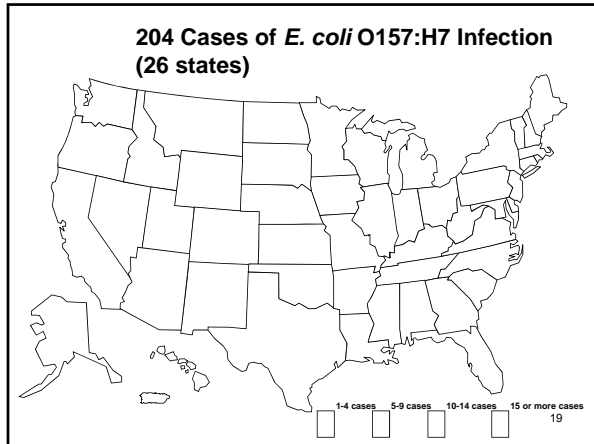 204 Cases of E. coli O157:H7 Infection
(26 states)
1-4 cases 5-9 cases 10-14 cases 15 or more cases
19